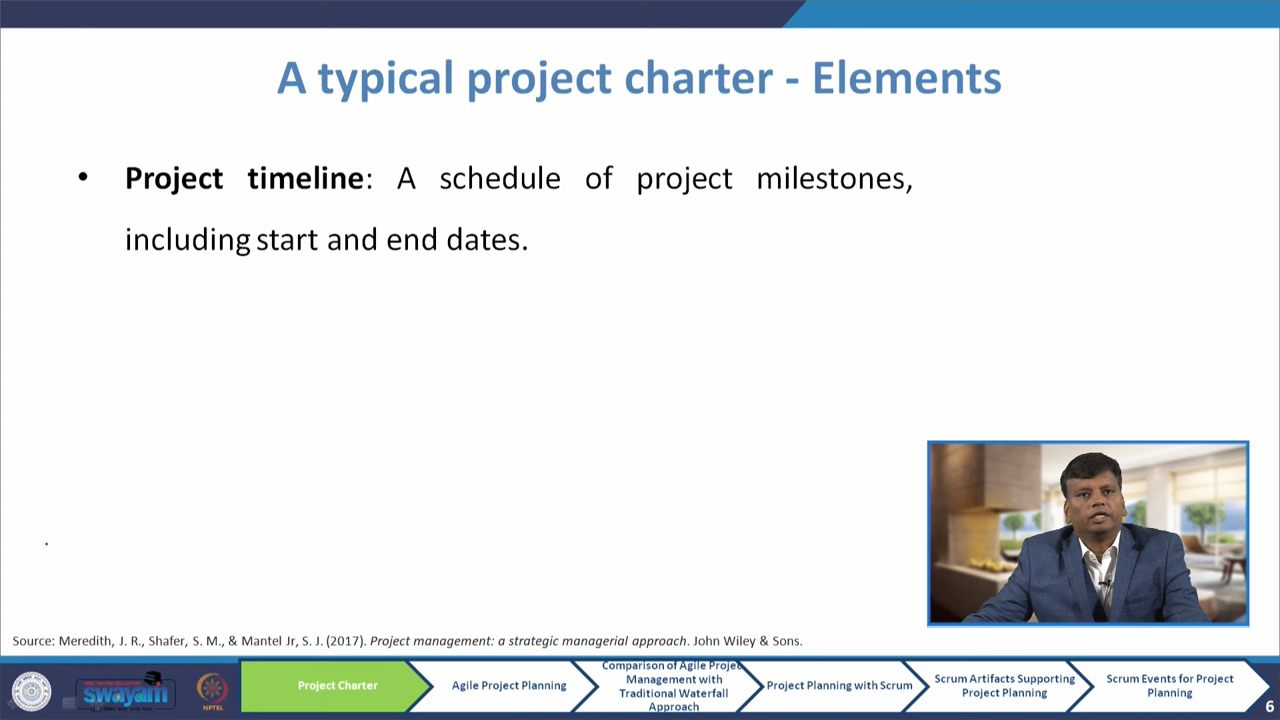 A typical project charter - Elements
• Project timeline: A schedule of project milestones,
including start and end dates.
Source: Meredith, J. R., Shafer, S. M., & Mantel Jr, S. J. (2017). Project management: a strategic managerial approach. John Wiley & Sons.
swayam
NPTEL
Project Charter
Agile Project Planning
Comparison of Agile Proje
Management with
Traditional Waterfall
Approach
Project Planning with Scrum
Scrum Artifacts Supporting
Project Planning
Scrum Events for Project
Planning
6